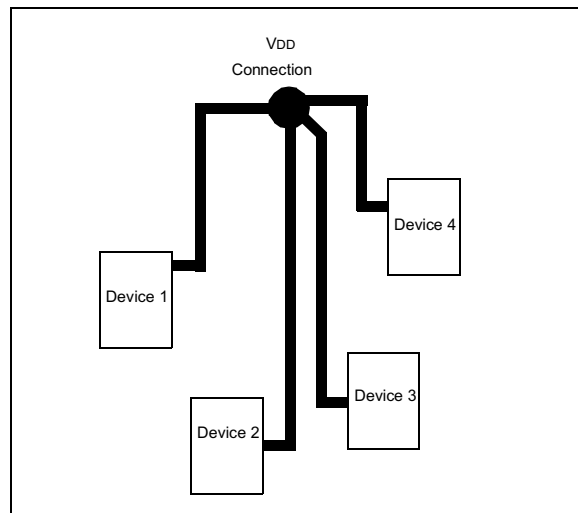 VDD
Connection
Device 4
Device 1
Device 3
Device 2